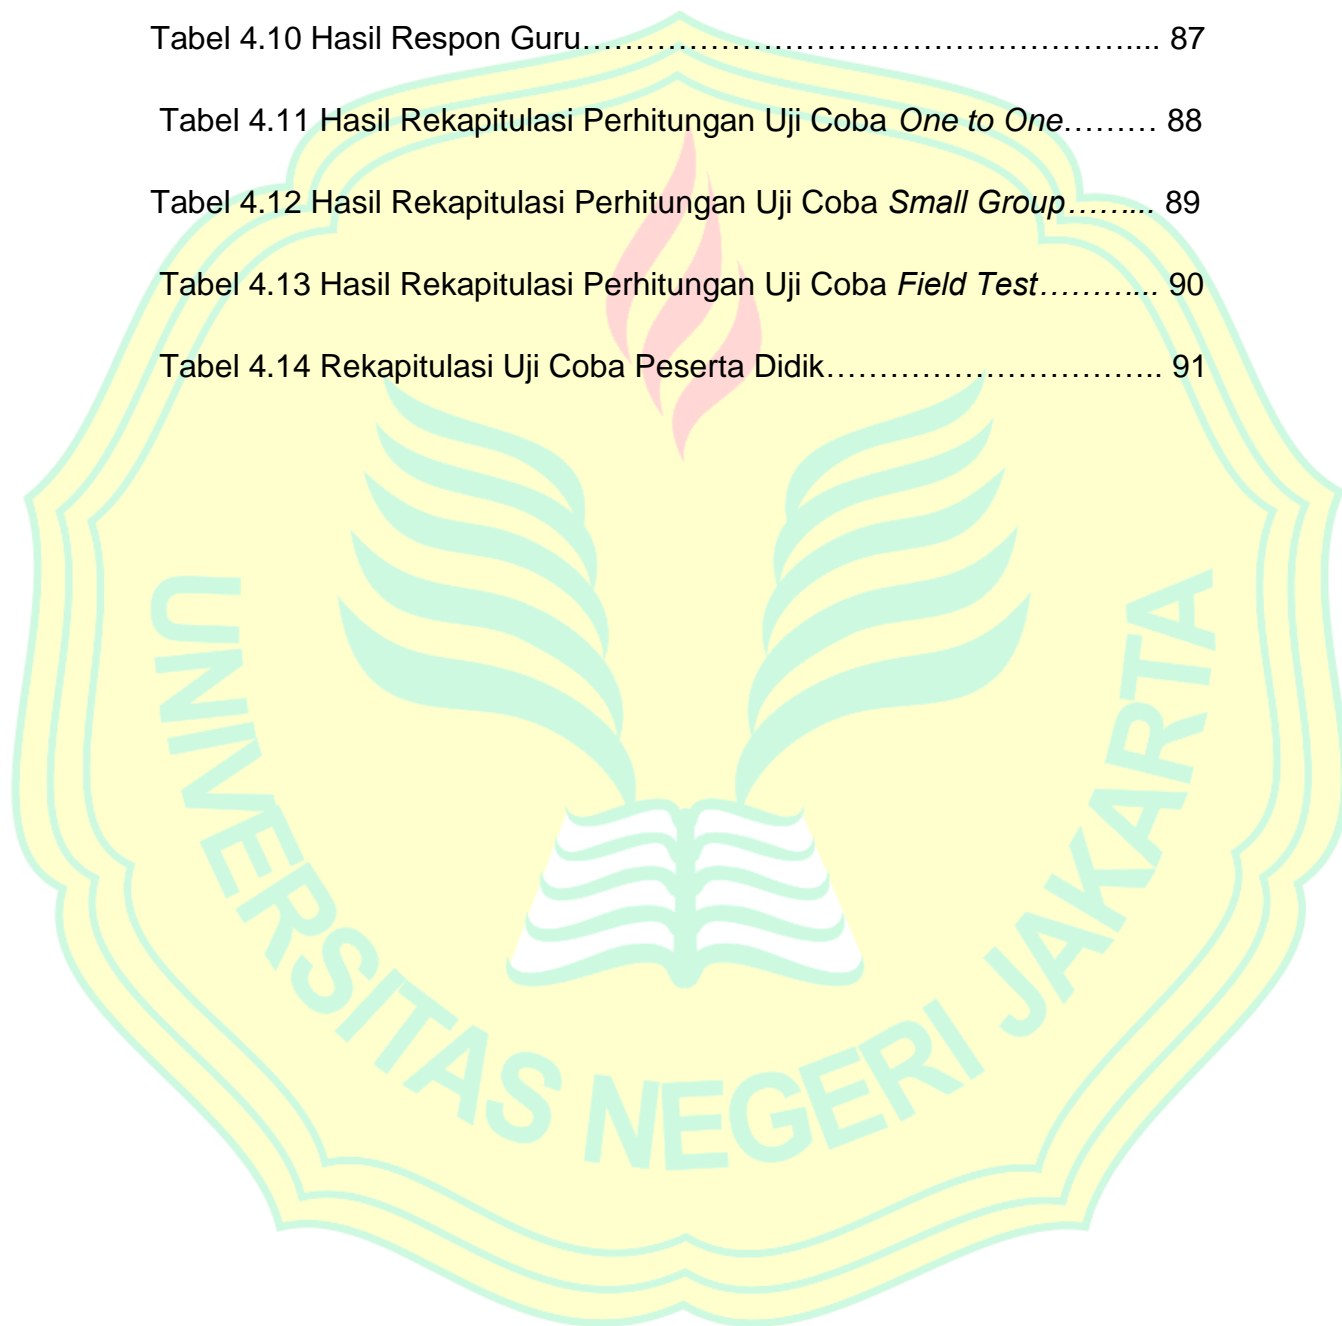 Tabel 4.10 Hasil Respon Guru…………………………………………….... 87
Tabel 4.11 Hasil Rekapitulasi Perhitungan Uji Coba One to One……… 88
Tabel 4.12 Hasil Rekapitulasi Perhitungan Uji Coba Small Group…….... 89
Tabel 4.13 Hasil Rekapitulasi Perhitungan Uji Coba Field Test………... 90
Tabel 4.14 Rekapitulasi Uji Coba Peserta Didik………………………….. 91
UNIVERSITAS NEGERI JAKARTA